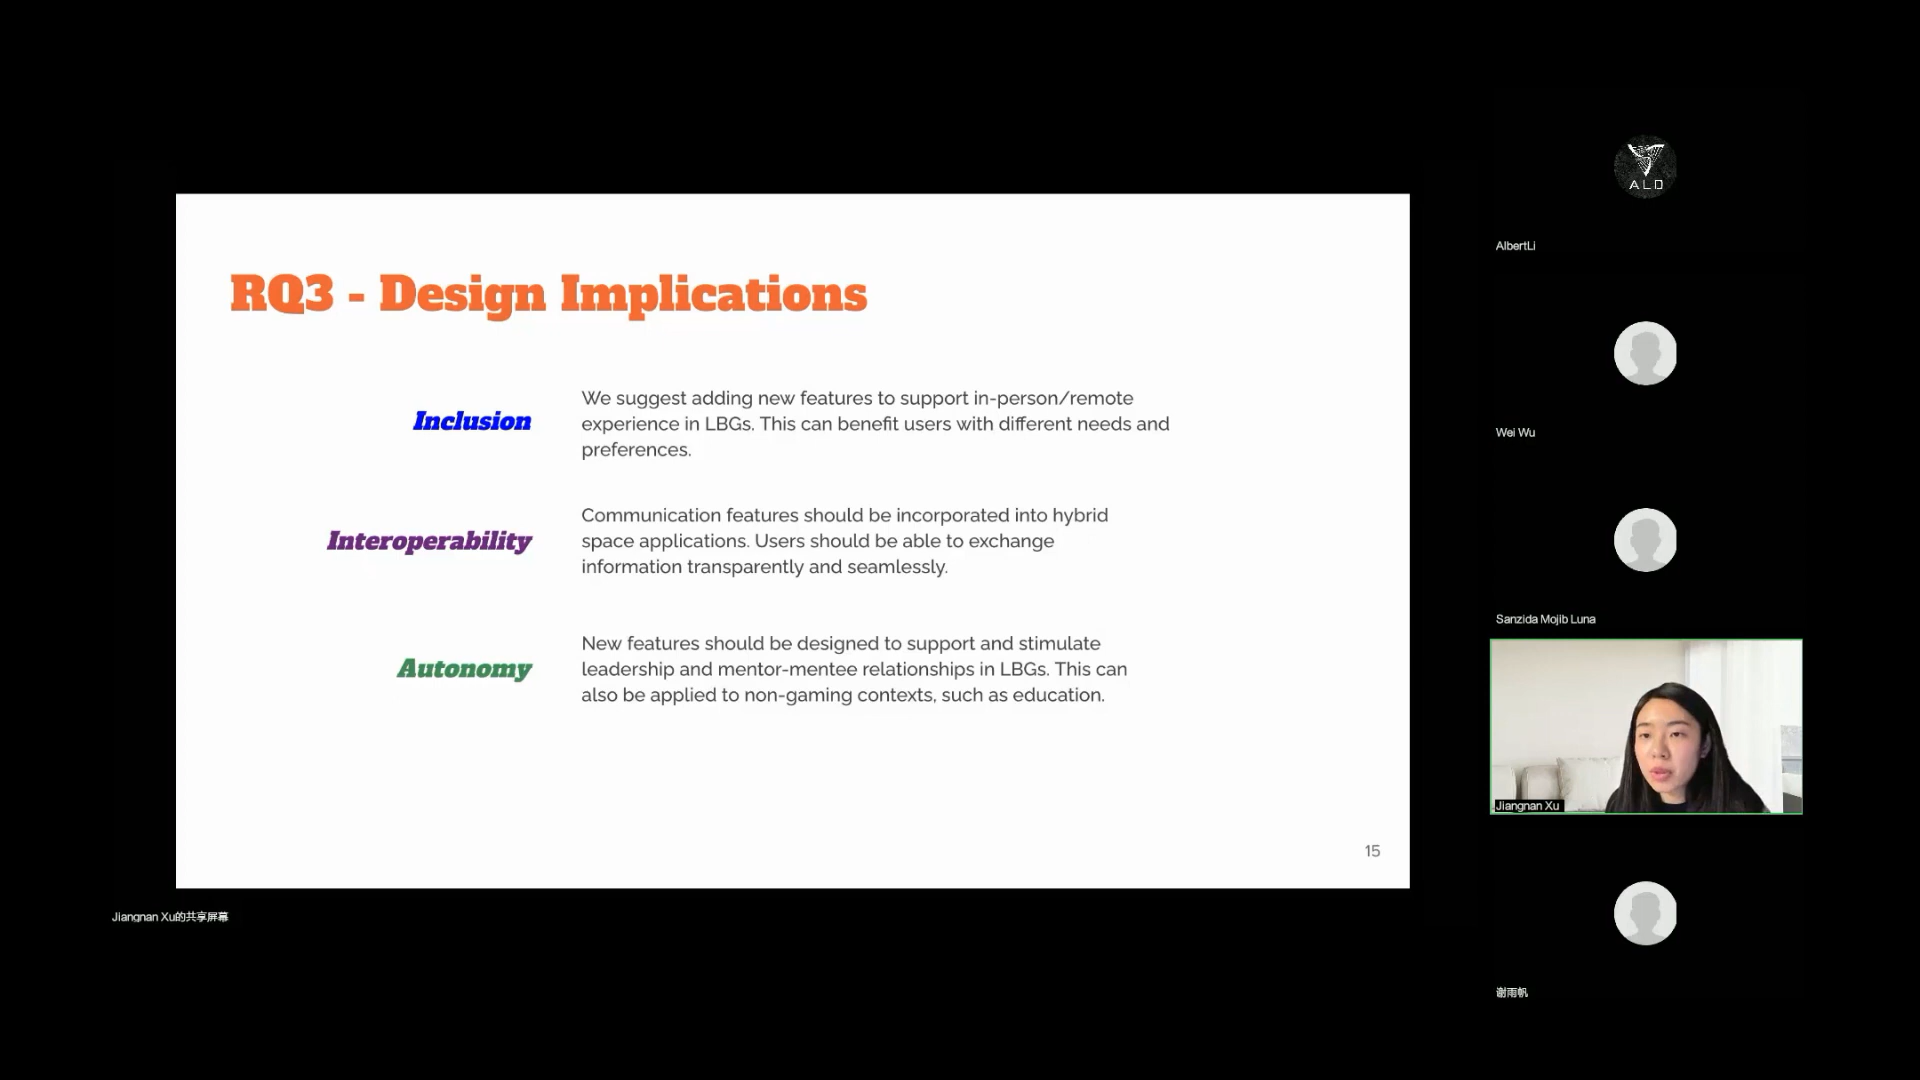 RQ3 - Design Implications
Inclusion
We suggest adding new features to support in-person/remote
experience in LBGs. This can benefit users with different needs and
preferences.
Interoperability
Communication features should be incorporated into hybrid
space applications. Users should be able to exchange
information transparently and seamlessly.
Autonomy
New features should be designed to support and stimulate
leadership and mentor-mentee relationships in LBGs. This can
also be applied to non-gaming contexts, such as education.
15
Jiangnan Xu的共享屏幕
ALD
AlbertLi
Wei Wu
Sanzida Mojib Luna
Jiangnan Xu
谢雨帆